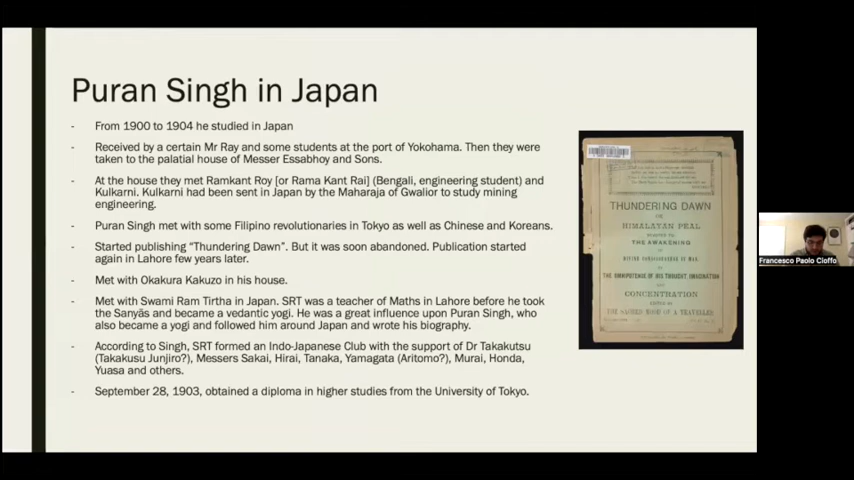 Puran Singh in Japan
- From 1900 to 1904 he studied in Japan
- Received by a certain Mr Ray and some students at the port of Yokohama. Then they were
taken to the palatial house of Messer Essabhoy and Sons.
- At the house they met Ramkant Roy [or Rama Kant Rai] (Bengali, engineering student) and
Kulkarni. Kulkarni had been sent in Japan by the Maharaja of Gwalior to study mining
engineering.
- Puran Singh met with some Filipino revolutionaries in Tokyo as well as Chinese and Koreans.
- Started publishing “Thundering Dawn”. But it was soon abandoned. Publication started
again in Lahore few years later.
- Met with Okakura Kakuzo in his house.
- Met with Swami Ram Tirtha in Japan. SRT was a teacher of Maths in Lahore before he took
the Sanyās and became a vedantic yogi. He was a great influence upon Puran Singh, who
also became a yogi and followed him around Japan and wrote his biography.
- According to Singh, SRT formed an Indo-Japanese Club with the support of Dr Takakutsu
(Takakusu Junjiro?), Messers Sakai, Hirai, Tanaka, Yamagata (Aritomo?), Murai, Honda,
Yuasa and others.
- September 28, 1903, obtained a diploma in higher studies from the University of Tokyo.
THUNDERING DAWN
OR
HIMALAYAN PEAL
THE AWAKENING
OF
DIVINE CONSCIOUSNESS IN MAN,
THE OMNIPOTENCE OF HIS THOUGHT, IMAGINATION
AND
CONCENTRATION
Francesco Paolo Cioffo